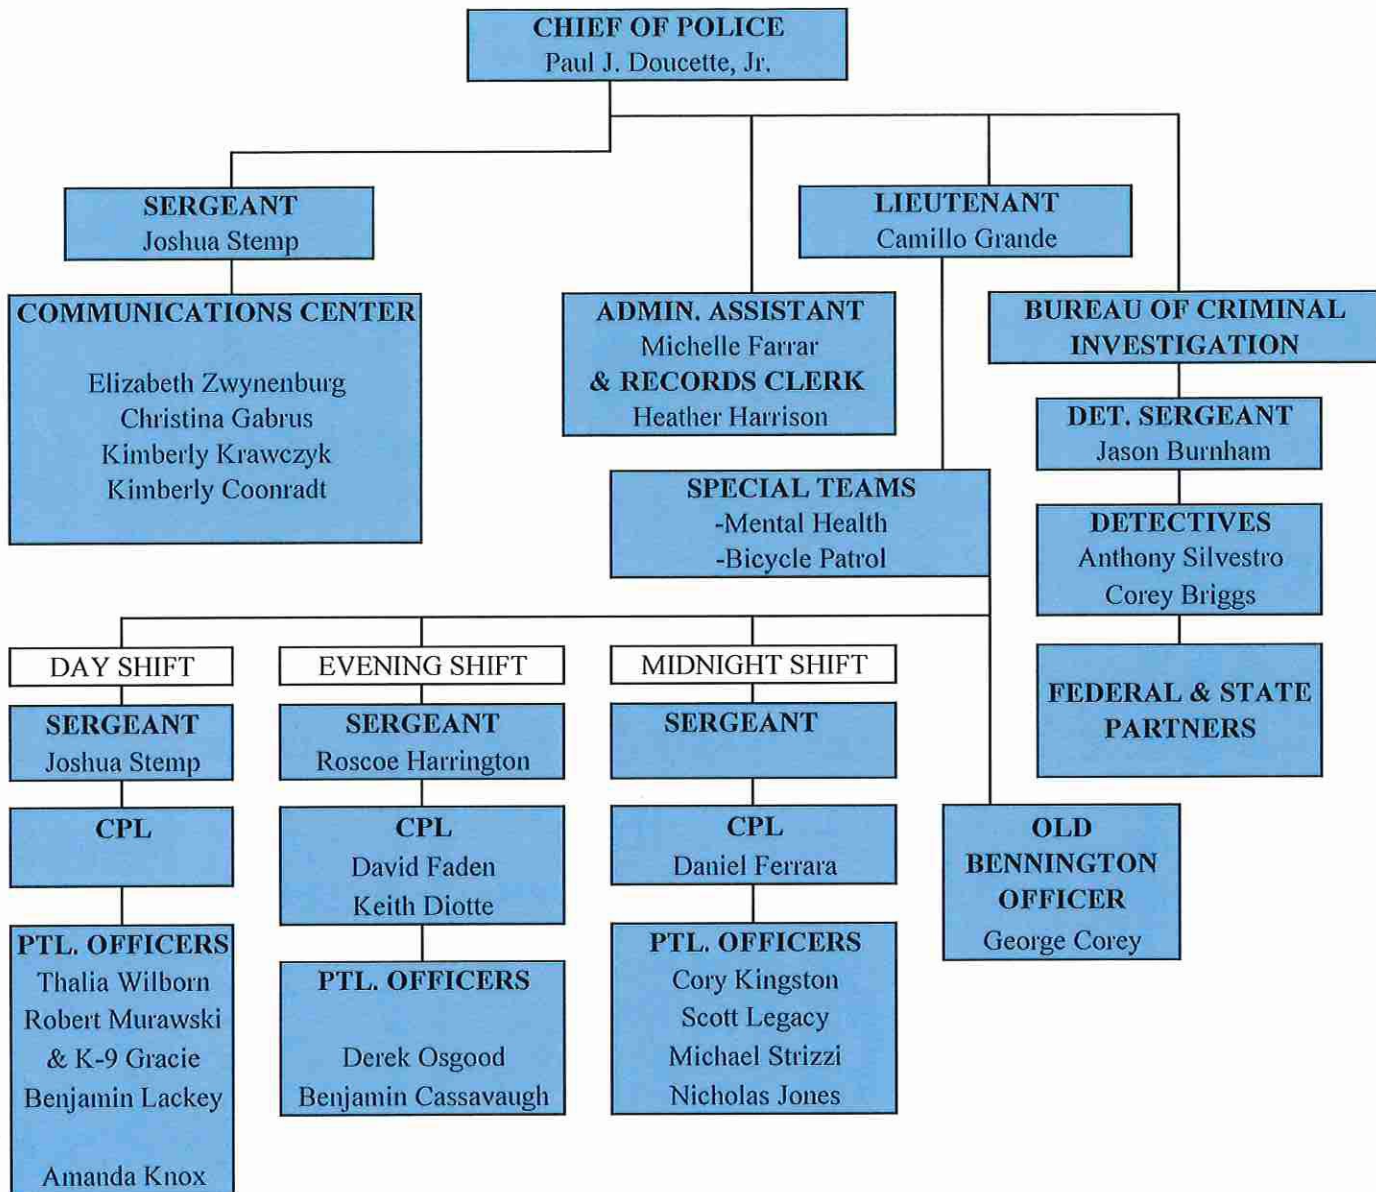 CHIEF OF POLICE
Paul J. Doucette, Jr.
SERGEANT
Joshua Stemp
LIEUTENANT
Camillo Grande
COMMUNICATIONS CENTER
Elizabeth Zwynenburg
Christina Gabrus
Kimberly Krawczyk
Kimberly Coonradt
ADMIN. ASSISTANT
Michelle Farrar
& RECORDS CLERK
Heather Harrison
BUREAU OF CRIMINAL
INVESTIGATION
DET. SERGEANT
Jason Burnham
SPECIAL TEAMS
-Mental Health
-Bicycle Patrol
DETECTIVES
Anthony Silvestro
Corey Briggs
FEDERAL & STATE
PARTNERS
DAY SHIFT
SERGEANT
Joshua Stemp
CPL
PTL. OFFICERS
Thalia Wilborn
Robert Murawski
& K-9 Gracie
Benjamin Lackey
Amanda Knox
EVENING SHIFT
SERGEANT
Roscoe Harrington
CPL
David Faden
Keith Diotte
PTL. OFFICERS
Derek Osgood
Benjamin Cassavaugh
MIDNIGHT SHIFT
SERGEANT
CPL
Daniel Ferrara
PTL. OFFICERS
Cory Kingston
Scott Legacy
Michael Strizzi
Nicholas Jones
OLD
BENNINGTON
OFFICER
George Corey